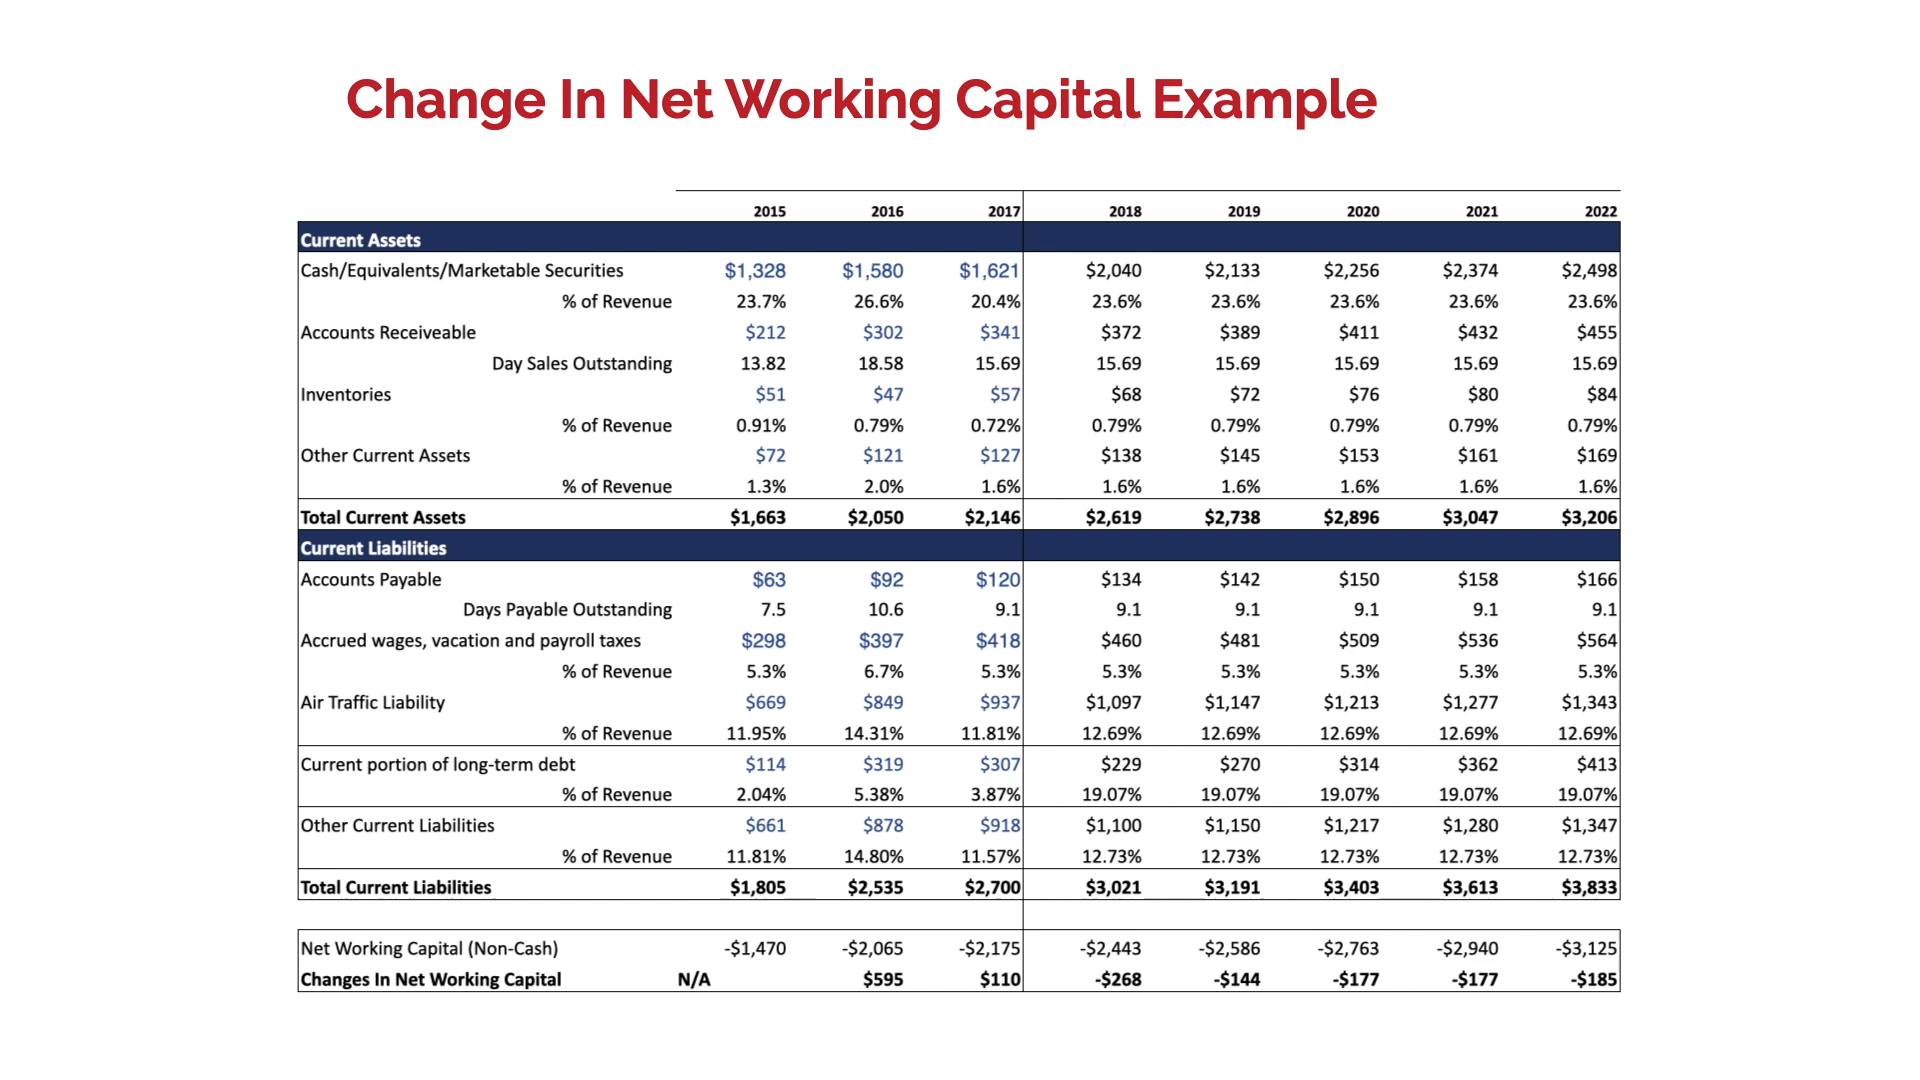 Change In Net Working Capital Example
2015 2016 2017 2018 2019 2020 2021 2022
Current Assets
Cash/Equivalents/Marketable Securities $1,328 $1,580 $1,621 $2,040 $2,133 $2,256 $2,374 $2,498
% of Revenue 23.7% 26.6% 20.4% 23.6% 23.6% 23.6% 23.6% 23.6%
Accounts Receiveable $212 $302 $341 $372 $389 $411 $432 $455
Day Sales Outstanding 13.82 18.58 15.69 15.69 15.69 15.69 15.69 15.69
Inventories $51 $47 $57 $68 $72 $76 $80 $84
% of Revenue 0.91% 0.79% 0.72% 0.79% 0.79% 0.79% 0.79% 0.79%
Other Current Assets $72 $121 $127 $138 $145 $153 $161 $169
% of Revenue 1.3% 2.0% 1.6% 1.6% 1.6% 1.6% 1.6% 1.6%
Total Current Assets $1,663 $2,050 $2,146 $2,619 $2,738 $2,896 $3,047 $3,206
Current Liabilities
Accounts Payable $63 $92 $120 $134 $142 $150 $158 $166
Days Payable Outstanding 7.5 10.6 9.1 9.1 9.1 9.1 9.1 9.1
Accrued wages, vacation and payroll taxes $298 $397 $418 $460 $481 $509 $536 $564
% of Revenue 5.3% 6.7% 5.3% 5.3% 5.3% 5.3% 5.3% 5.3%
Air Traffic Liability $669 $849 $937 $1,097 $1,147 $1,213 $1,277 $1,343
% of Revenue 11.95% 14.31% 11.81% 12.69% 12.69% 12.69% 12.69% 12.69%
Current portion of long-term debt $114 $319 $307 $229 $270 $314 $362 $413
% of Revenue 2.04% 5.38% 3.87% 19.07% 19.07% 19.07% 19.07% 19.07%
Other Current Liabilities $661 $878 $918 $1,100 $1,150 $1,217 $1,280 $1,347
% of Revenue 11.81% 14.80% 11.57% 12.73% 12.73% 12.73% 12.73% 12.73%
Total Current Liabilities $1,805 $2,535 $2,700 $3,021 $3,191 $3,403 $3,613 $3,833
Net Working Capital (Non-Cash) -$1,470 -$2,065 -$2,175 -$2,443 -$2,586 -$2,763 -$2,940 -$3,125
Changes In Net Working Capital N/A $595 $110 -$268 -$144 -$177 -$177 -$185